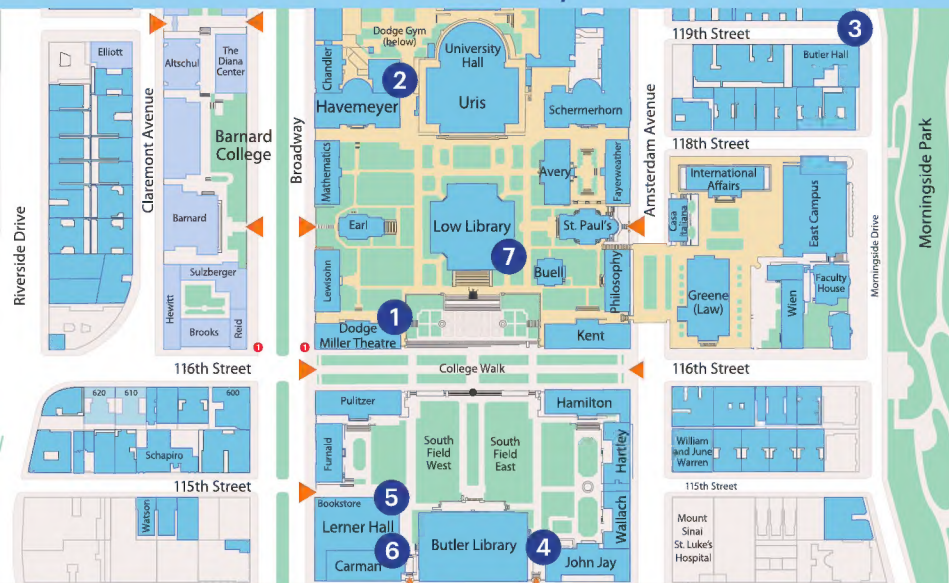 119th Street
3
Elliott
Altschul
The
Diana
Center
Chandler
Dodge Gym
(below)
University
Hall
2
Uris
Havemeyer
Schermerhorn
Butler Hall
Claremont Avenue
Barnard
College
Broadway
Amsterdam Avenue
118th Street
Mathematics
Avery
Fayerweather
International
Affairs
Morningside Park
Riverside Drive
Barnard
Earl
Low Library
St. Paul's
Casa
Italiana
East Campus
7
Buell
Lewisohn
Philosophy
Greene
(Law)
Wien
Faculty
House
Morningside Drive
Sulzberger
Hewitt
Brooks
Reid
1
Dodge
Miller Theatre
Kent
1
1
116th Street
College Walk
116th Street
620
610
600
Pulitzer
Hamilton
Schapiro
Furnald
South
Field
West
South
Field
East
Hartley
William
and June
Warren
115th Street
115th Street
Watson
Bookstore
5
Lerner Hall
6
Carman
Butler Library
4
Wallach
John Jay
Mount
Sinai
St. Luke's
Hospital